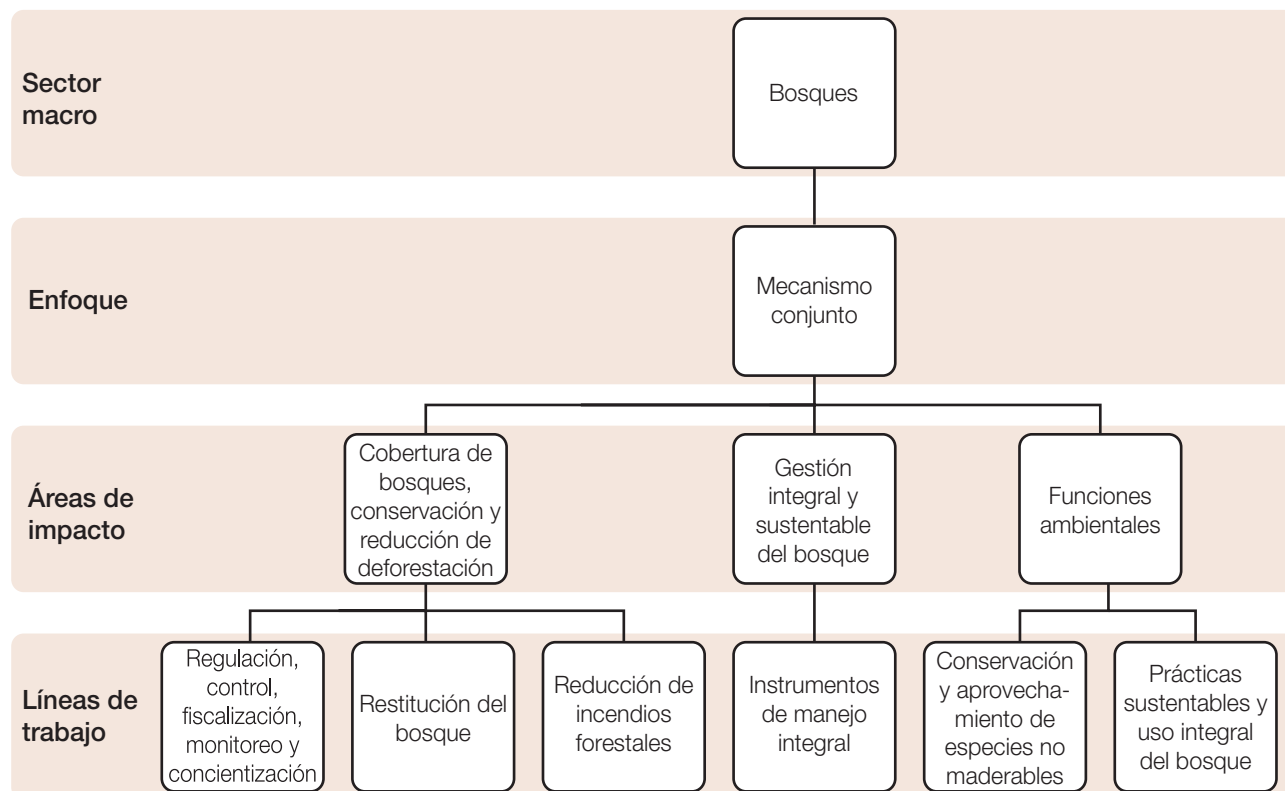 Sector
macro
Bosques
Enfoque
Mecanismo
conjunto
Áreas de
impacto
Cobertura de
bosques,
conservación y
reducción de
deforestación
Gestión
integral y
sustentable
del bosque
Funciones
ambientales
Líneas de
trabajo
Regulación,
control,
fiscalización,
monitoreo y
concientización
Restitución del
bosque
Reducción de
incendios
forestales
Instrumentos
de manejo
integral
Conservación
y aprovecha-
miento de
especies no
maderables
Prácticas
sustentables y
uso integral
del bosque